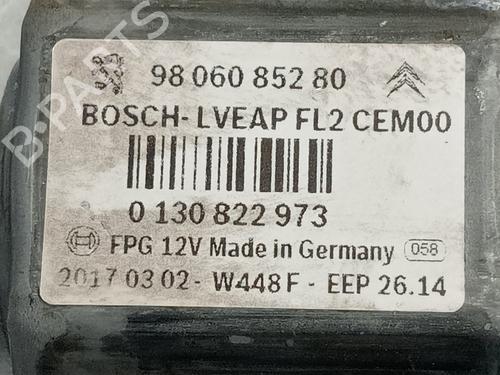 98 060 852 80
BOSCH- LVEAP FL2 CEM00
0 130 822 973
FPG 12V Made in Germany 058
2017 03 02- W448 F - EEP 26.14
B-PARTS